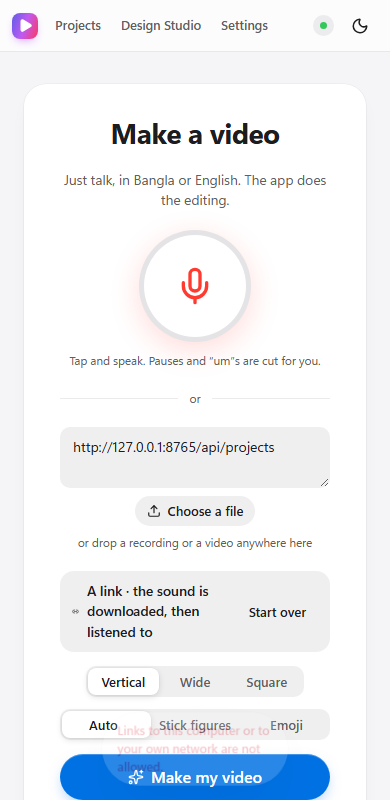 Projects Design Studio Settings
Make a video
Just talk, in Bangla or English. The app does
the editing.
Tap and speak. Pauses and "um"s are cut for you.
or
http://127.0.0.1:8765/api/projects
Choose a file
or drop a recording or a video anywhere here
A link · the sound is
downloaded, then
listened to
Start over
Vertical Wide Square
Auto Stick figures Emoji
Links to this computer or to
your own network are not
allowed.
Make my video